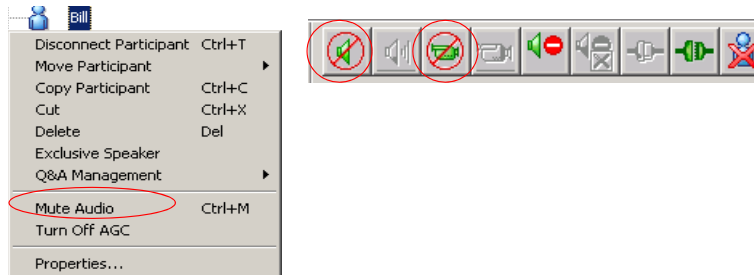 Bill
Disconnect Participant Ctrl+T
Move Participant
Copy Participant Ctrl+C
Cut Ctrl+X
Delete Del
Exclusive Speaker
Q&A Management
Mute Audio Ctrl+M
Turn Off AGC
Properties...